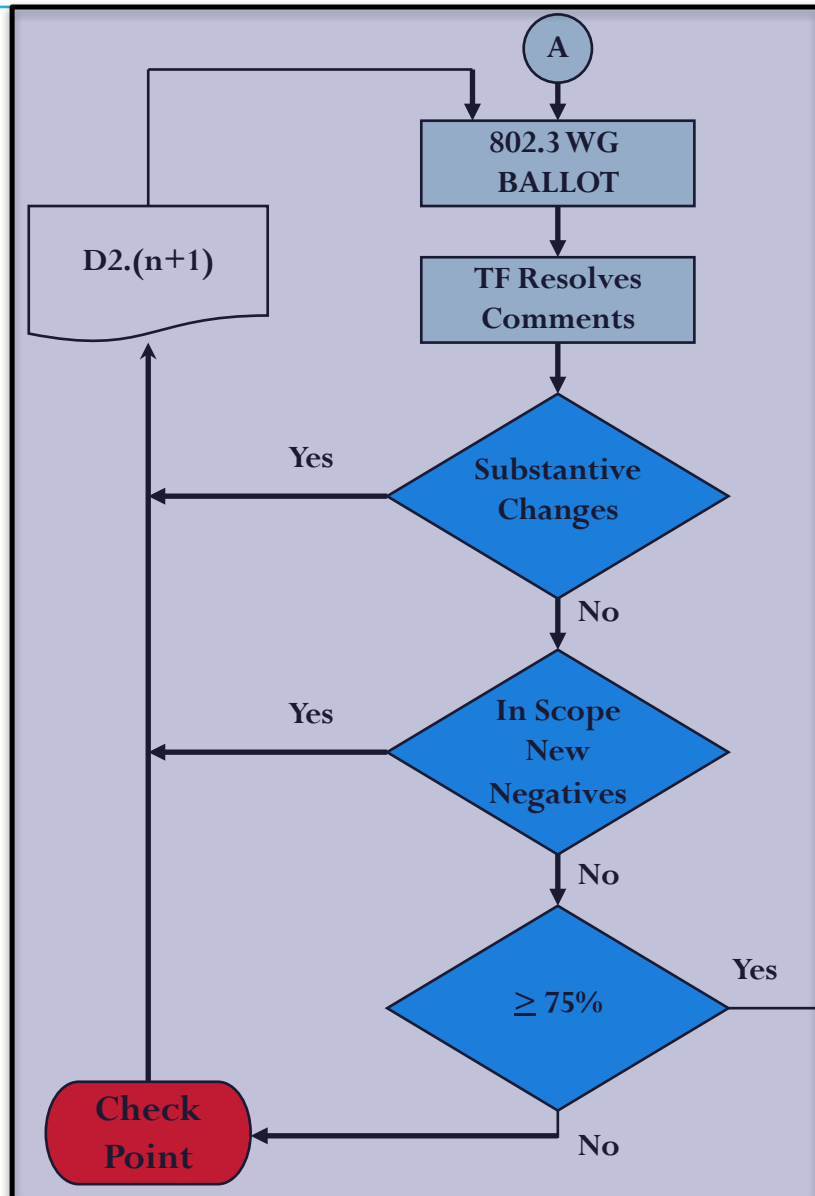 A
802.3 WG
BALLOT
D2.(n+1)
TF Resolves
Comments
Yes
Substantive
Changes
No
Yes
In Scope
New
Negatives
No
≥ 75%
Yes
No
Check
Point